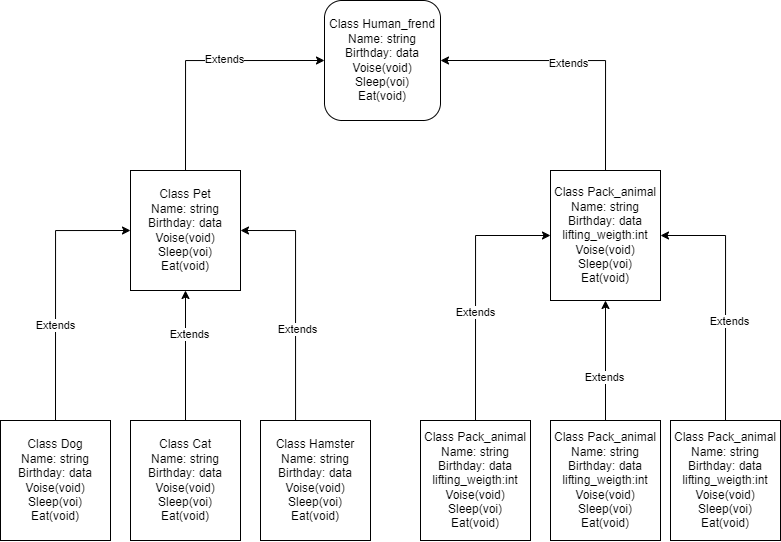 Class Human_frend
Name: string
Birthday: data
Voise(void)
Sleep(voi)
Eat(void)
Extends
Extends
Class Pet
Name: string
Birthday: data
Voise(void)
Sleep(voi)
Eat(void)
Class Pack_animal
Name: string
Birthday: data
lifting_weigth:int
Voise(void)
Sleep(voi)
Eat(void)
Extends
Extends
Extends
Extends
Extends
Extends
Class Dog
Name: string
Birthday: data
Voise(void)
Sleep(voi)
Eat(void)
Class Cat
Name: string
Birthday: data
Voise(void)
Sleep(voi)
Eat(void)
Class Hamster
Name: string
Birthday: data
Voise(void)
Sleep(voi)
Eat(void)
Class Pack_animal
Name: string
Birthday: data
lifting_weigth:int
Voise(void)
Sleep(voi)
Eat(void)
Class Pack_animal
Name: string
Birthday: data
lifting_weigth:int
Voise(void)
Sleep(voi)
Eat(void)
Class Pack_animal
Name: string
Birthday: data
lifting_weigth:int
Voise(void)
Sleep(voi)
Eat(void)